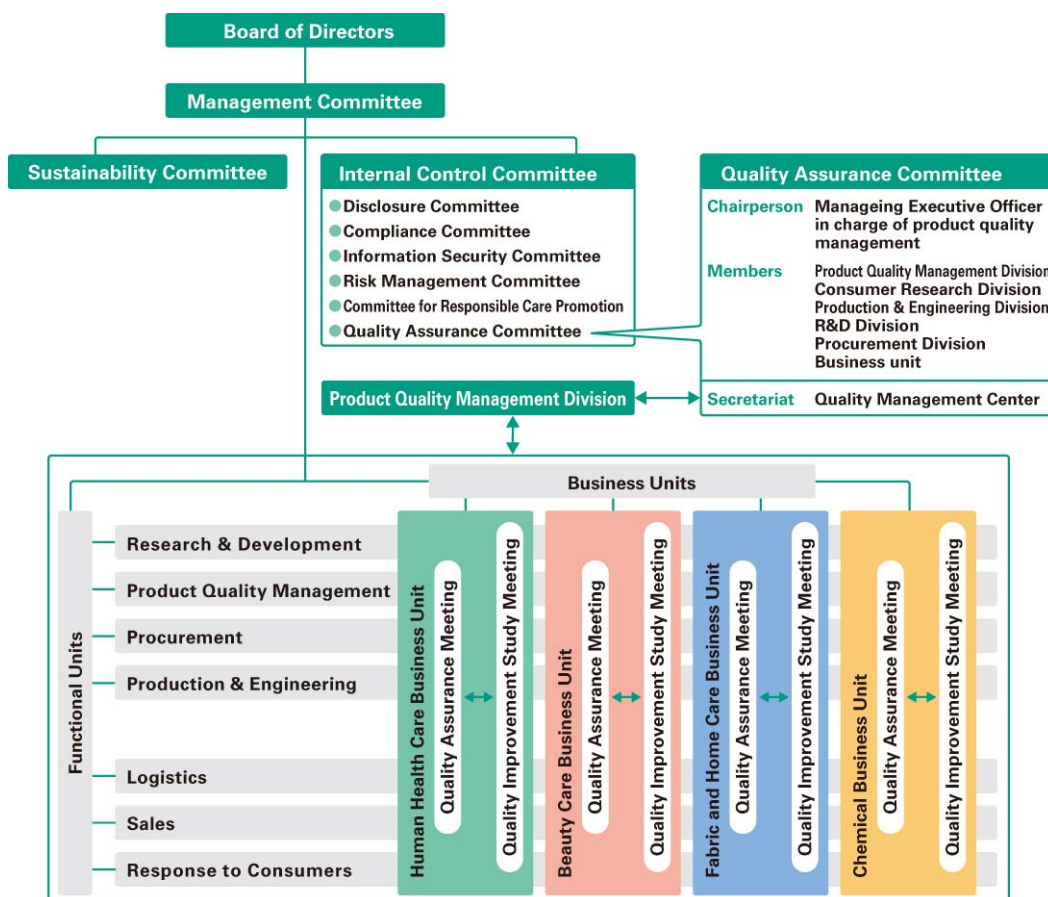 Board of Directors
Management Committee
Sustainability Committee
Internal Control Committee
Disclosure Committee
Compliance Committee
Information Security Committee
Risk Management Committee
Committee for Responsible Care Promotion
Quality Assurance Committee
Quality Assurance Committee
Chairperson Manageing Executive Officer
in charge of product quality
management
Members Product Quality Management Division
Consumer Research Division
Production & Engineering Division
R&D Division
Procurement Division
Business unit
Secretariat Quality Management Center
Product Quality Management Division
Business Units
Functional Units
Research & Development
Product Quality Management
Procurement
Production & Engineering
Logistics
Sales
Response to Consumers
Human Health Care Business Unit
Quality Assurance Meeting
Quality Improvement Study Meeting
Beauty Care Business Unit
Quality Assurance Meeting
Quality Improvement Study Meeting
Fabric and Home Care Business Unit
Quality Assurance Meeting
Quality Improvement Study Meeting
Chemical Business Unit
Quality Assurance Meeting
Quality Improvement Study Meeting